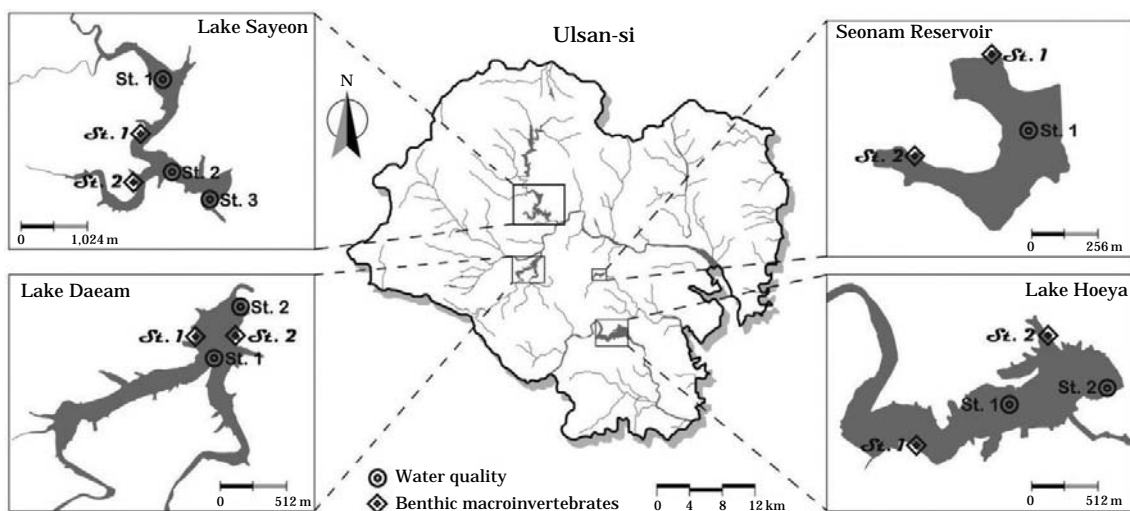 Lake Sayeon
St. 1
St. 1
St. 2
St. 2
St. 3
0 1,024 m
Ulsan-si
N
Seonam Reservoir
St. 1
St. 1
St. 2
0 256 m
Lake Daeam
St. 2
St. 1 St. 2
St. 1
0 512 m
Lake Hoeya
St. 2
St. 2
St. 1
St. 1
0 512 m
Water quality
Benthic macroinvertebrates
0 4 8 12 km